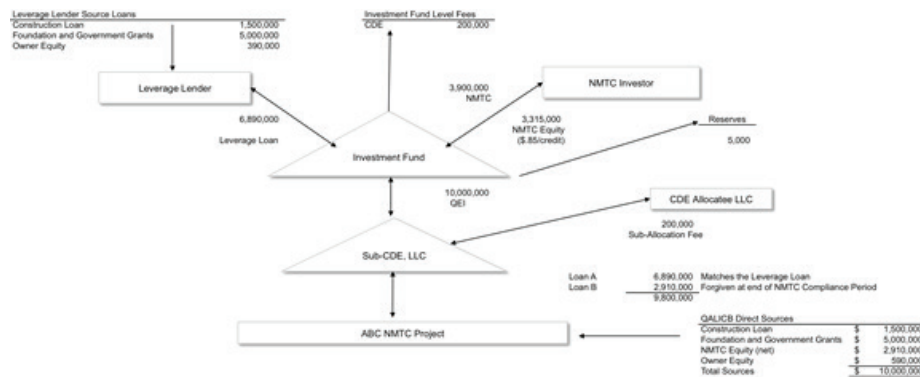 Leverage Lender Source Loans
Construction Loan 1,500,000
Foundation and Government Grants 5,000,000
Owner Equity 390,000
Investment Fund Level Fees
CDE 200,000
Leverage Lender
NMTC Investor
3,900,000
NMTC
6,890,000
Leverage Loan
3,315,000
NMTC Equity
($.85/credit)
Reserves
5,000
Investment Fund
10,000,000
QEI
CDE Allocatee LLC
200,000
Sub-Allocation Fee
Sub-CDE, LLC
Loan A 6,890,000 Matches the Leverage Loan
Loan B 2,910,000 Forgiven at end of NMTC Compliance Period
9,800,000
ABC NMTC Project
QALICB Direct Sources
Construction Loan $ 1,500,000
Foundation and Government Grants $ 5,000,000
NMTC Equity (net) $ 2,910,000
Owner Equity $ 590,000
Total Sources $ 10,000,000